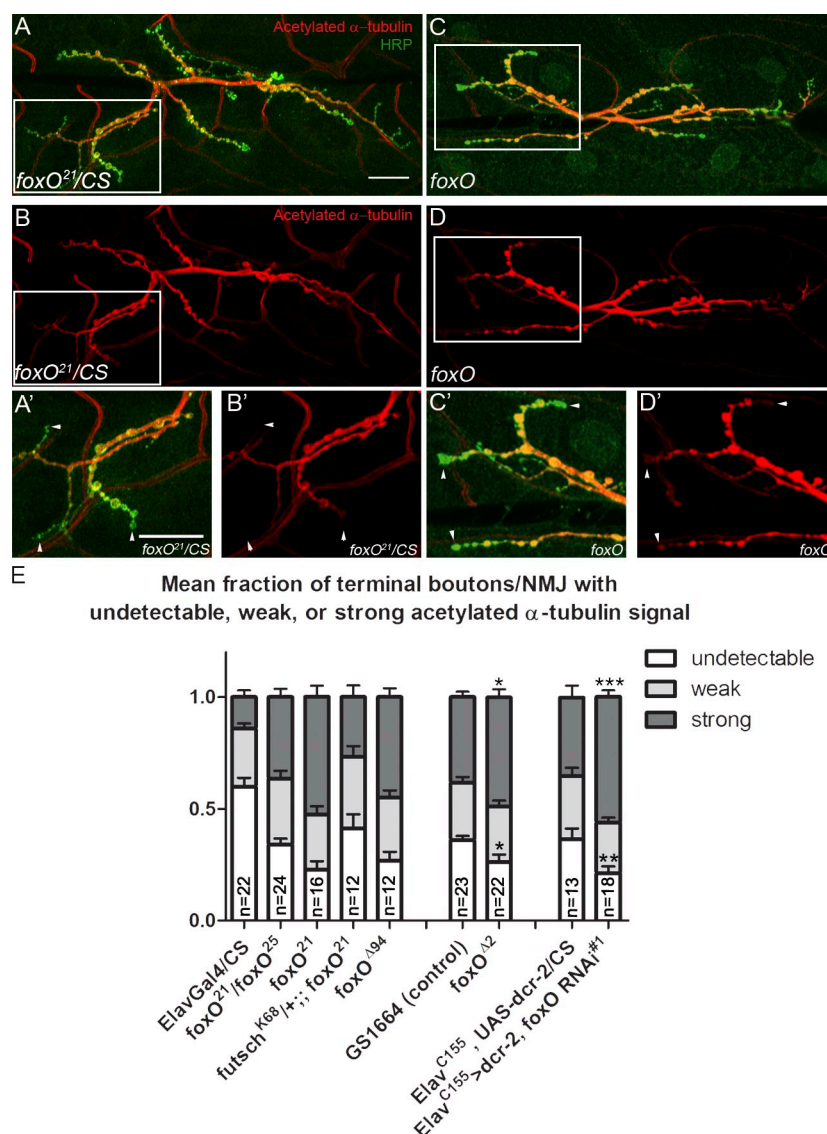 A
Acetylated α-tubulin
HRP
foxO²¹/CS
C
foxO
B
Acetylated α-tubulin
foxO²¹/CS
D
foxO
A'
foxO²¹/CS
B'
foxO²¹/CS
C'
foxO
D'
foxO
E
Mean fraction of terminal boutons/NMJ with
undetectable, weak, or strong acetylated α-tubulin signal
undetectable
weak
strong
1.0
0.5
0.0
*
***
*
**
n=22
n=24
n=16
n=12
n=12
n=23
n=22
n=13
n=18
ElavGal4/CS
foxO²¹/foxO²⁵
foxO²¹
futschᴷ⁶⁸/+;; foxO²¹
foxOᐞ⁹⁴
GS1664 (control)
foxOᐞ²
Elavᶜ¹⁵⁵, UAS-dcr-2/CS
Elavᶜ¹⁵⁵>dcr-2, foxO RNAi:#1